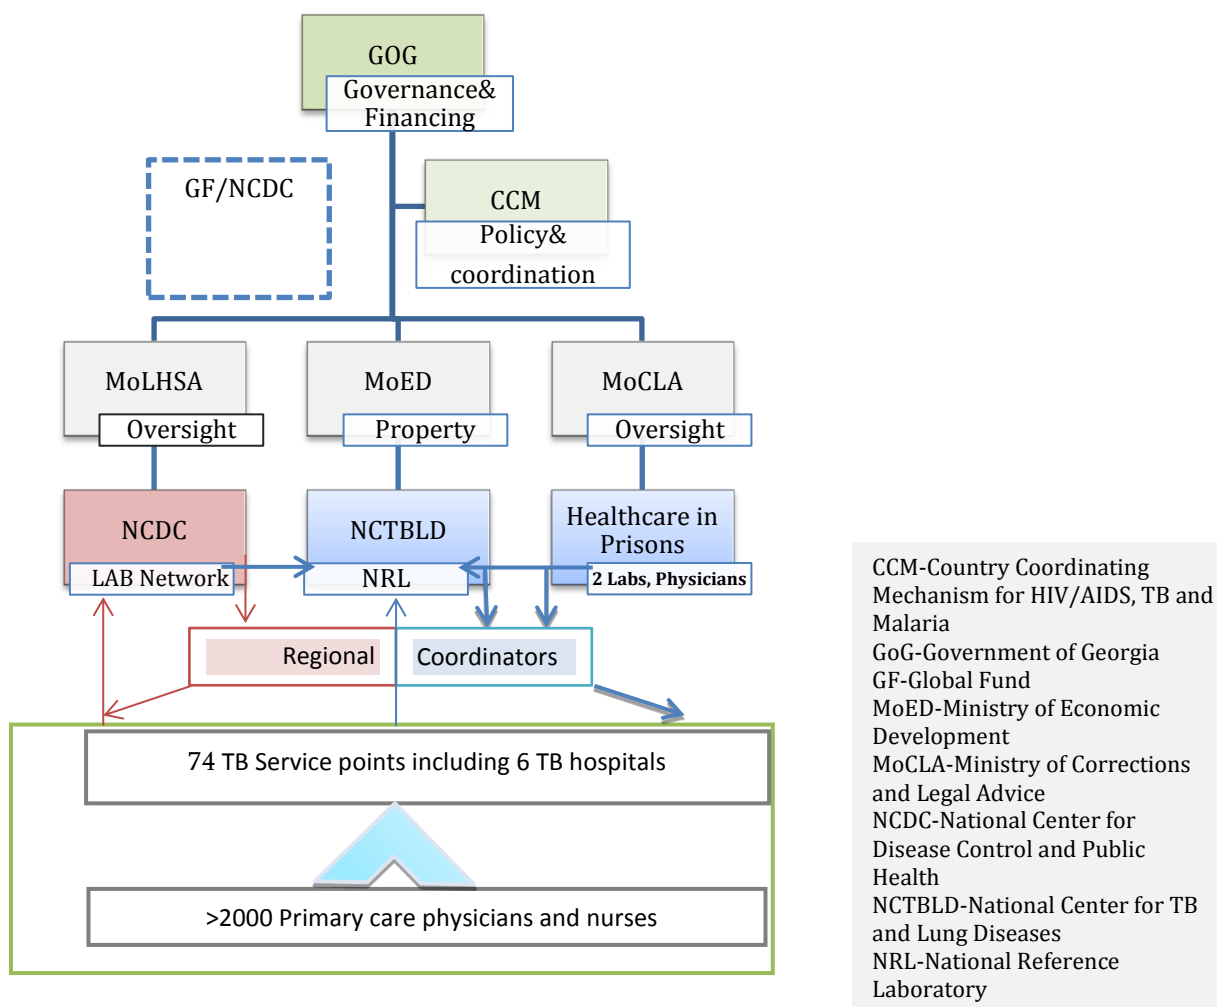 GOG
Governance&
Financing
GF/NCDC
CCM
Policy&
coordination
MoLHSA
Oversight
MoED
Property
MoCLA
Oversight
NCDC
LAB Network
NCTBLD
NRL
Healthcare in
Prisons
2 Labs, Physicians
Regional
Coordinators
74 TB Service points including 6 TB hospitals
>2000 Primary care physicians and nurses
CCM-Country Coordinating
Mechanism for HIV/AIDS, TB and
Malaria
GoG-Government of Georgia
GF-Global Fund
MoED-Ministry of Economic
Development
MoCLA-Ministry of Corrections
and Legal Advice
NCDC-National Center for
Disease Control and Public
Health
NCTBLD-National Center for TB
and Lung Diseases
NRL-National Reference
Laboratory